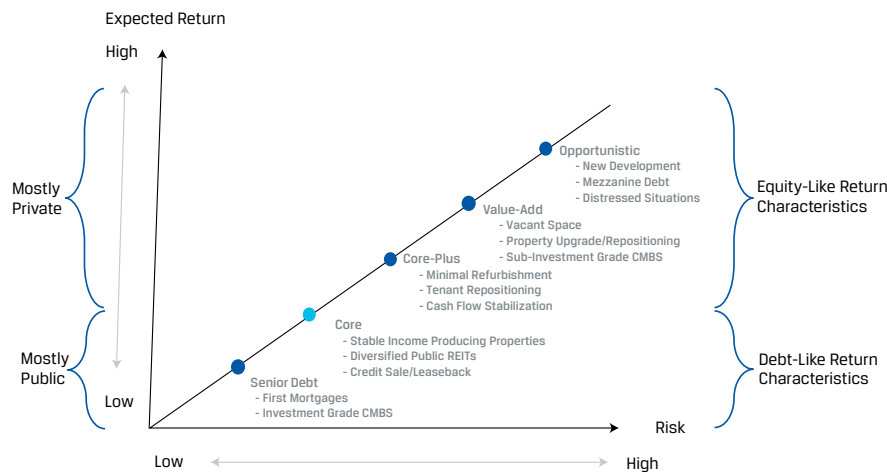 Expected Return
High
Opportunistic
- New Development
- Mezzanine Debt
- Distressed Situations
Mostly
Private
Equity-Like Return
Characteristics
Value-Add
- Vacant Space
- Property Upgrade/Repositioning
- Sub-Investment Grade CMBS
Core-Plus
- Minimal Refurbishment
- Tenant Repositioning
- Cash Flow Stabilization
Core
- Stable Income Producing Properties
- Diversified Public REITs
- Credit Sale/Leaseback
Mostly
Public
Debt-Like Return
Characteristics
Senior Debt
- First Mortgages
- Investment Grade CMBS
Low
Risk
Low
High